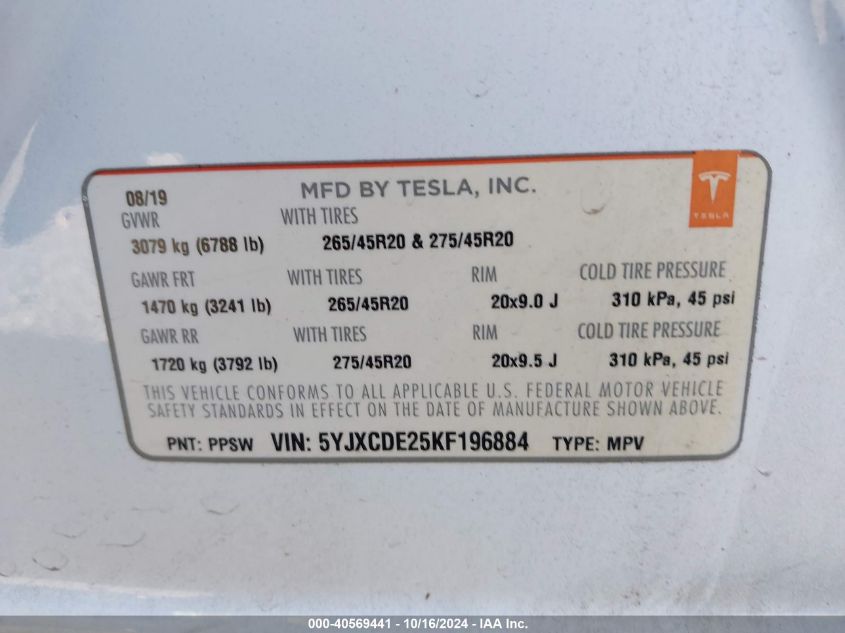 08/19 MFD BY TESLA, INC.
TESLA
GVWR WITH TIRES
3079 kg (6788 lb) 265/45R20 & 275/45R20
GAWR FRT WITH TIRES RIM COLD TIRE PRESSURE
1470 kg (3241 lb) 265/45R20 20x9.0 J 310 kPa, 45 psi
GAWR RR WITH TIRES RIM COLD TIRE PRESSURE
1720 kg (3792 lb) 275/45R20 20x9.5 J 310 kPa, 45 psi
THIS VEHICLE CONFORMS TO ALL APPLICABLE U.S. FEDERAL MOTOR VEHICLE
SAFETY STANDARDS IN EFFECT ON THE DATE OF MANUFACTURE SHOWN ABOVE.
PNT: PPSW VIN: 5YJXCDE25KF196884 TYPE: MPV
000-40569441 - 10/16/2024 - IAA Inc.